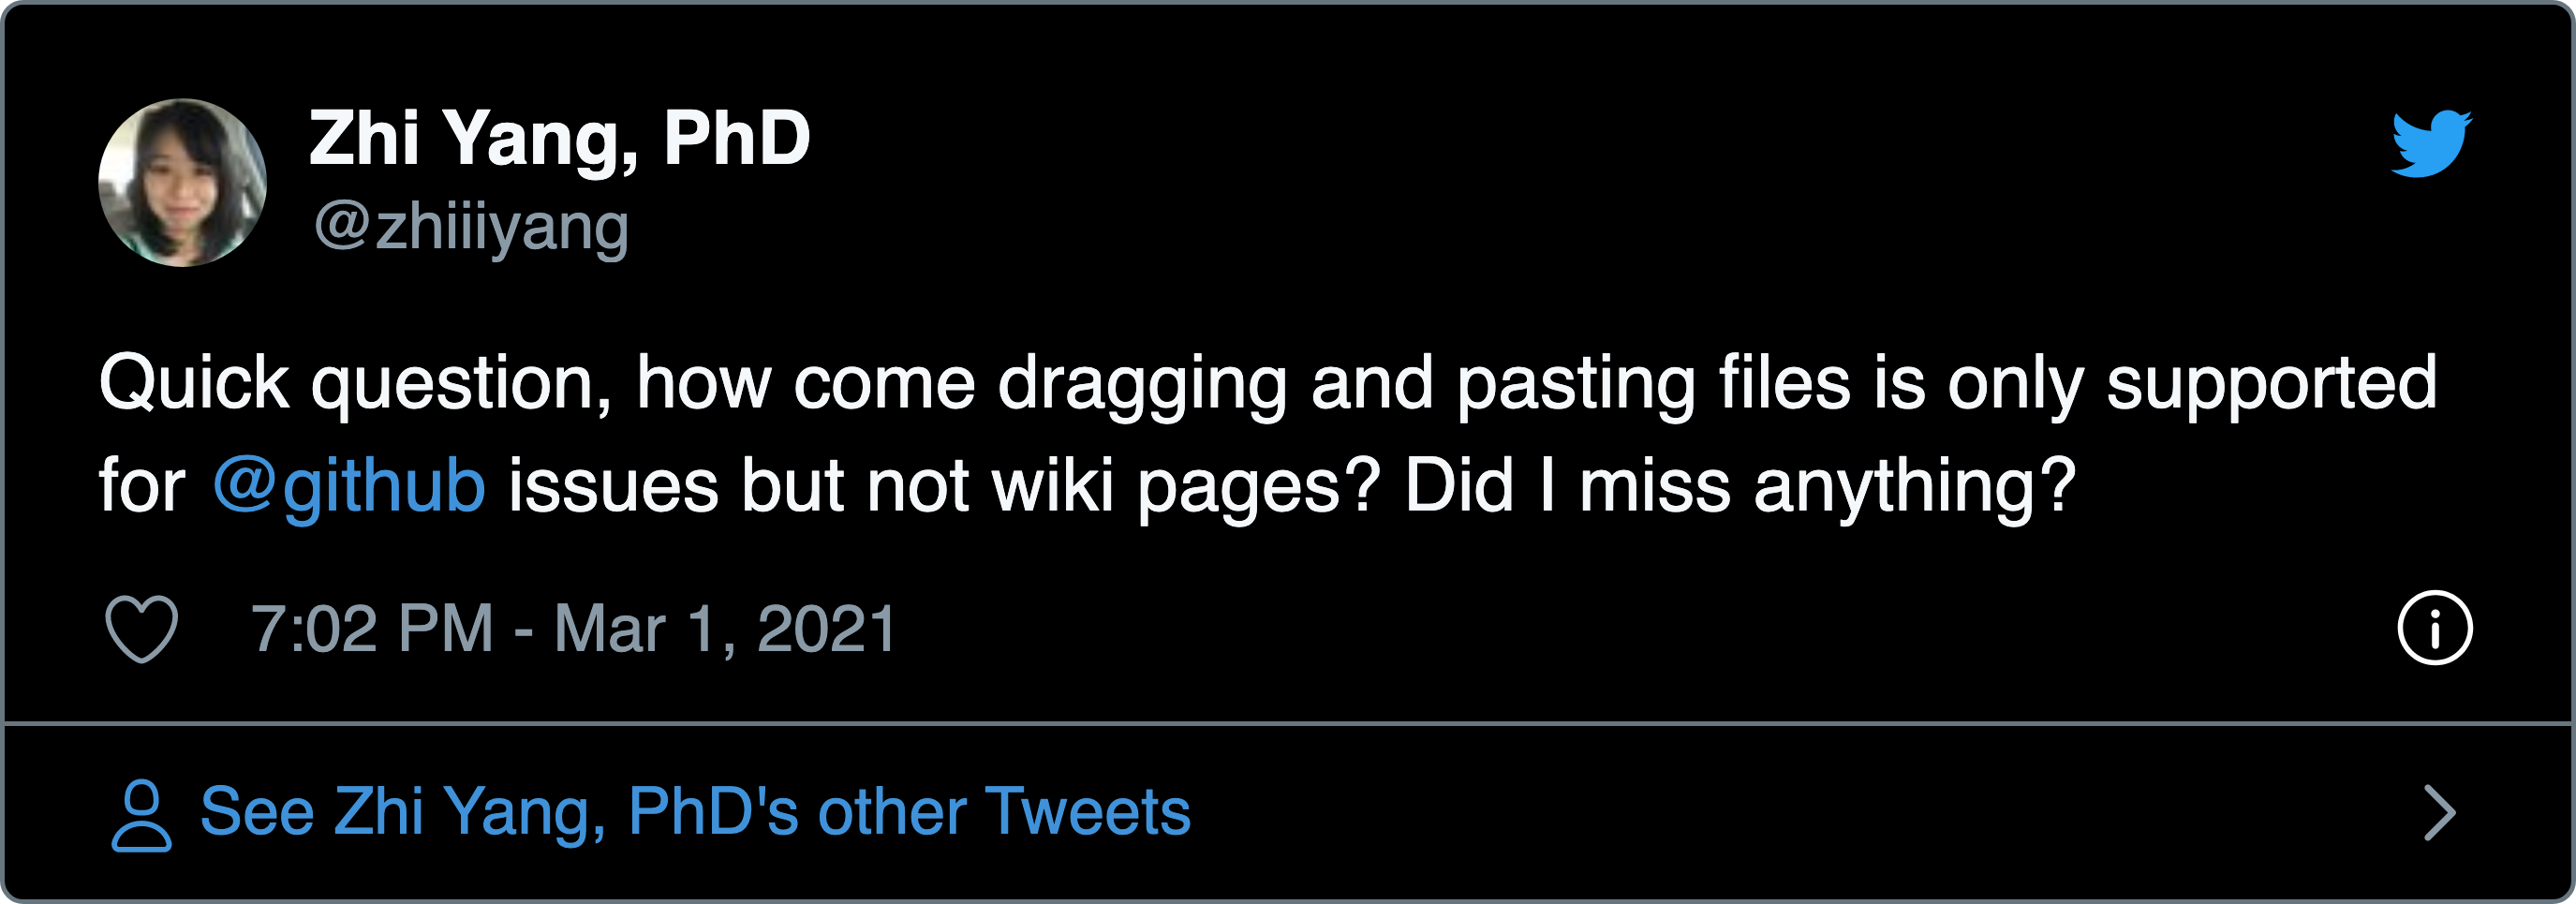 Zhi Yang, PhD
@zhiiiyang
Quick question, how come dragging and pasting files is only supported
for @github issues but not wiki pages? Did I miss anything?
7:02 PM - Mar 1, 2021
See Zhi Yang, PhD's other Tweets